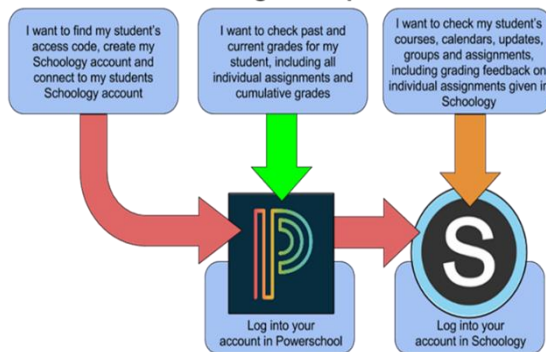 I want to find my student's
access code, create my
Schoology account and
connect to my students
Schoology account
I want to check past and
current grades for my
student, including all
individual assignments and
cumulative grades
I want to check my student's
courses, calendars, updates,
groups and assignments,
including grading feedback on
individual assignments given in
Schoology
P
S
Log into your
account in Powerschool
Log into your
account in Schoology